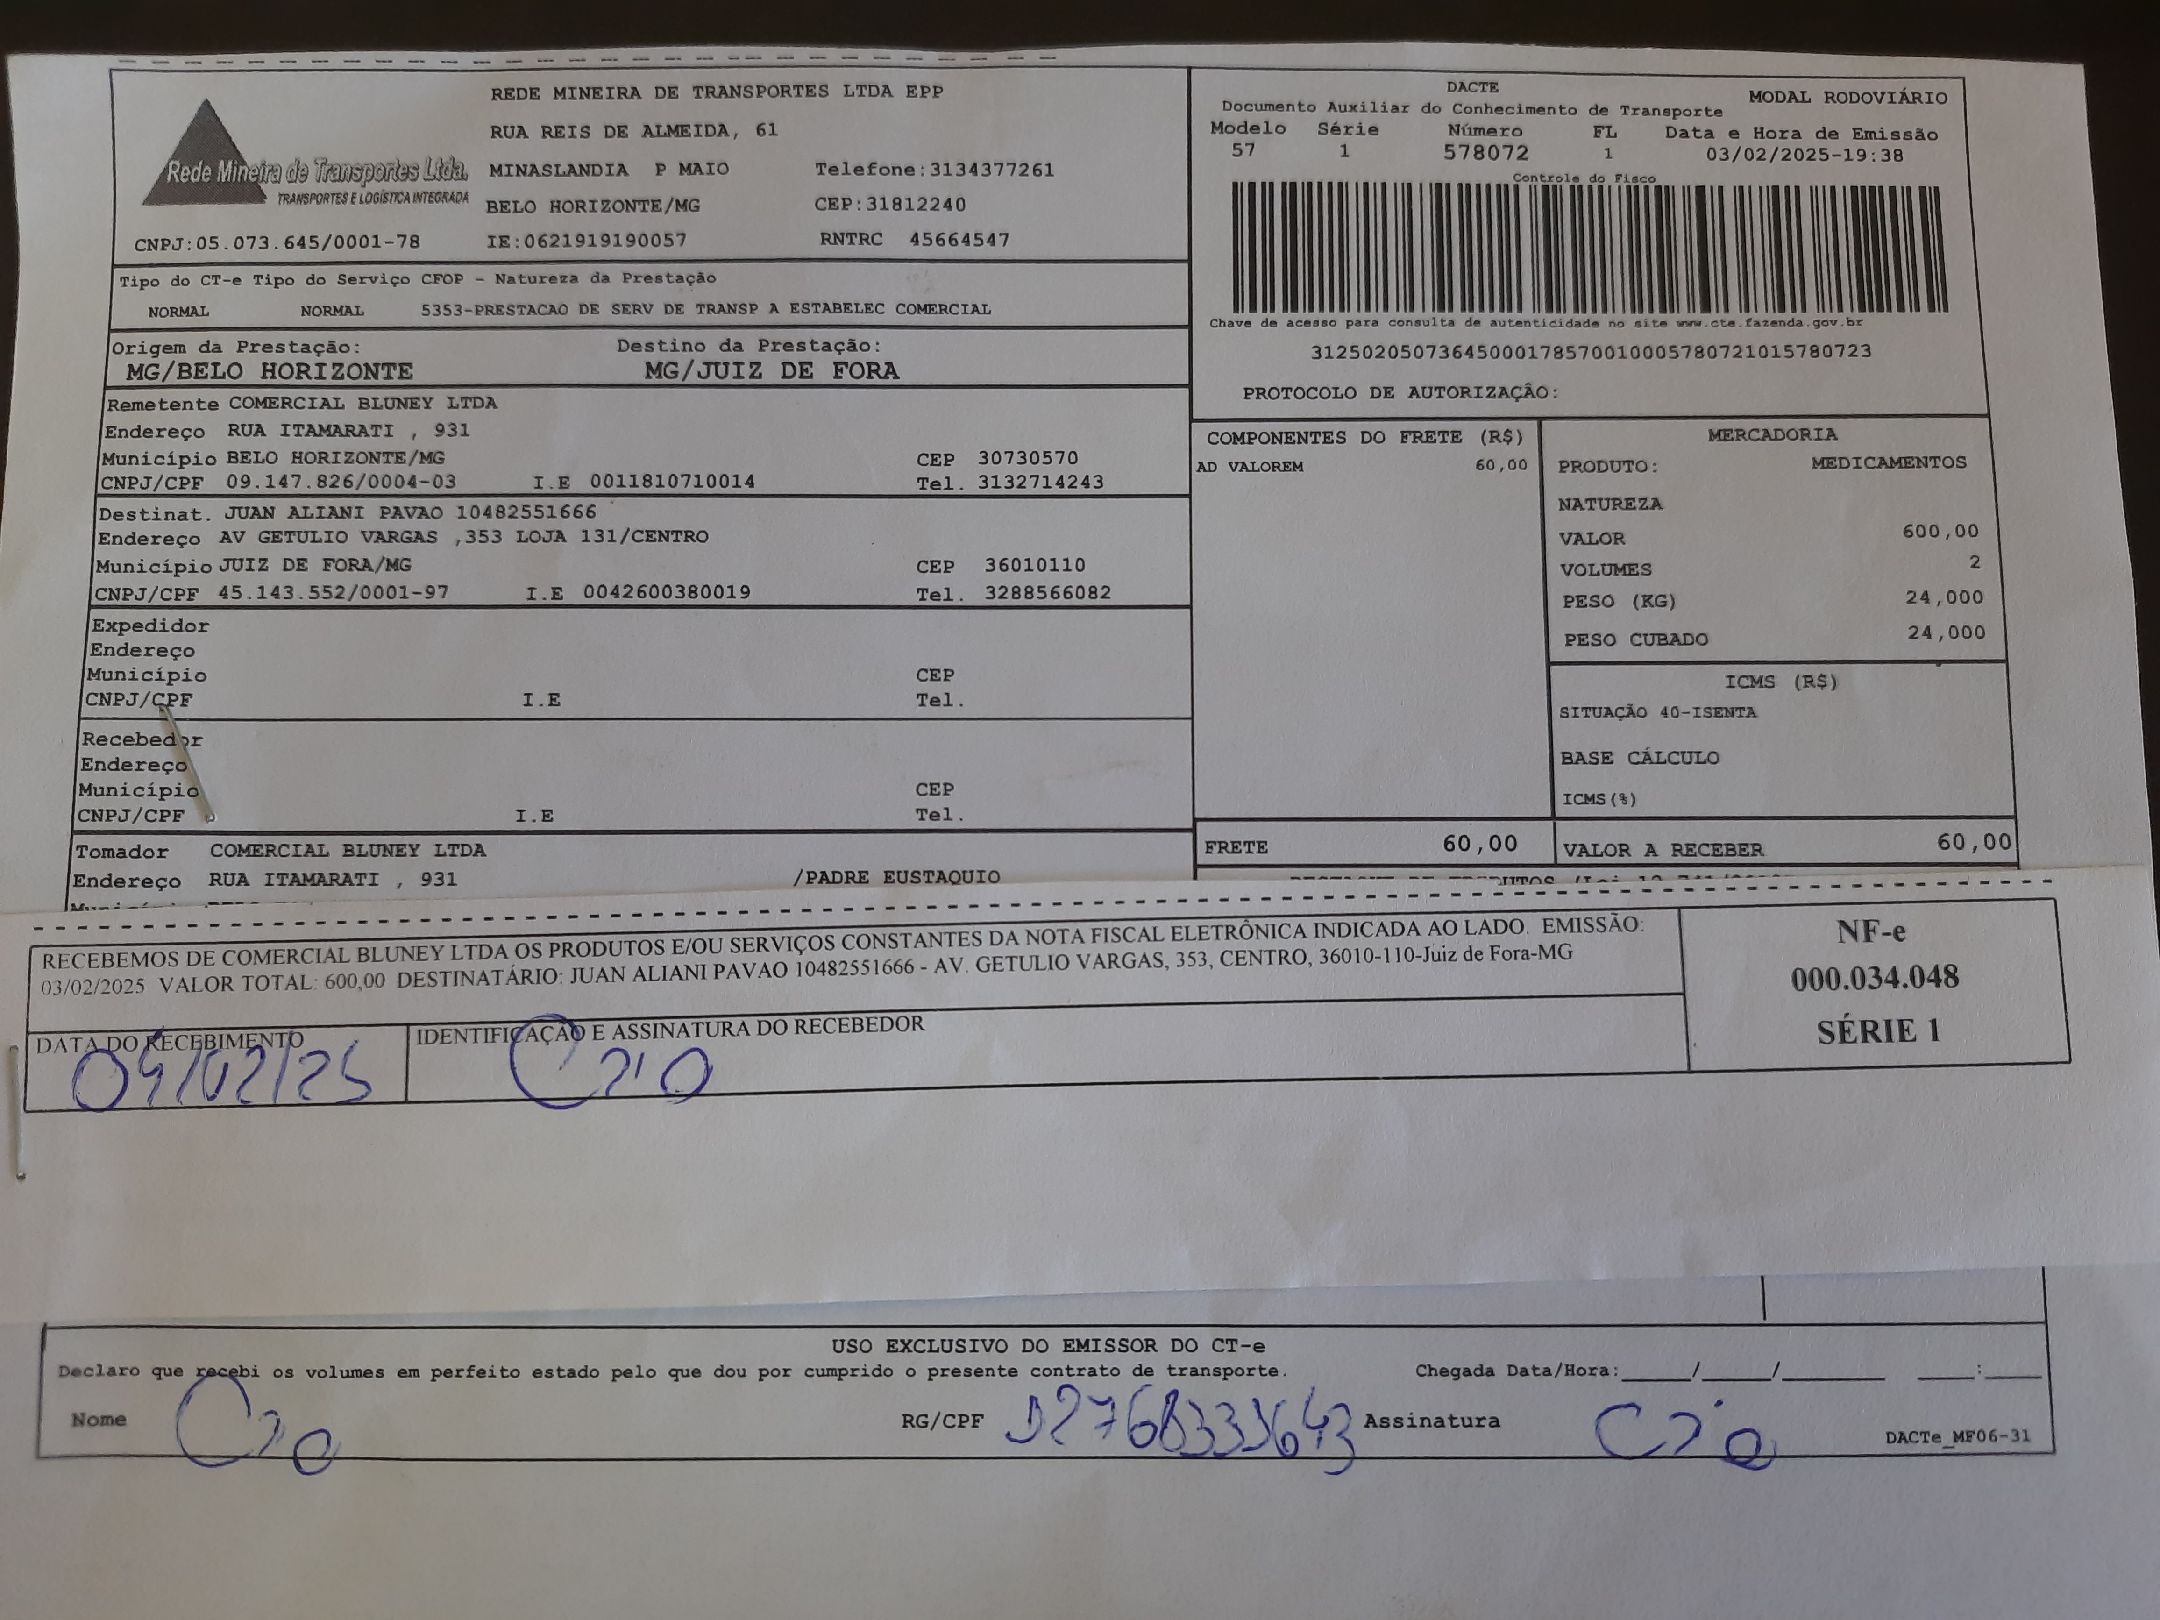 REDE MINEIRA DE TRANSPORTES LTDA EPP
RUA REIS DE ALMEIDA, 61
MINASLANDIA P MAIO Telefone:3134377261
BELO HORIZONTE/MG CEP:31812240
Rede Mineira de Transportes Ltda.
TRANSPORTES E LOGÍSTICA INTEGRADA
CNPJ:05.073.645/0001-78 IE:0621919190057 RNTRC 45664547
DACTE
Documento Auxiliar do Conhecimento de Transporte MODAL RODOVIÁRIO
Modelo Série Número FL Data e Hora de Emissão
57 1 578072 1 03/02/2025-19:38
Controle do Fisco
Chave de acesso para consulta de autenticidade no site www.cte.fazenda.gov.br
31250205073645000178570010005780721015780723
PROTOCOLO DE AUTORIZAÇÃO:
Tipo do CT-e Tipo do Serviço CFOP - Natureza da Prestação
NORMAL NORMAL 5353-PRESTACAO DE SERV DE TRANSP A ESTABELEC COMERCIAL
Origem da Prestação: Destino da Prestação:
MG/BELO HORIZONTE MG/JUIZ DE FORA
Remetente COMERCIAL BLUNEY LTDA
Endereço RUA ITAMARATI , 931
Município BELO HORIZONTE/MG CEP 30730570
CNPJ/CPF 09.147.826/0004-03 I.E 0011810710014 Tel. 3132714243
Destinat. JUAN ALIANI PAVAO 10482551666
Endereço AV GETULIO VARGAS ,353 LOJA 131/CENTRO
Município JUIZ DE FORA/MG CEP 36010110
CNPJ/CPF 45.143.552/0001-97 I.E 0042600380019 Tel. 3288566082
Expedidor
Endereço
Município CEP
CNPJ/CPF I.E Tel.
Recebedor
Endereço
Município CEP
CNPJ/CPF I.E Tel.
Tomador COMERCIAL BLUNEY LTDA
Endereço RUA ITAMARATI , 931 /PADRE EUSTAQUIO
COMPONENTES DO FRETE (R$)
AD VALOREM 60,00
FRETE 60,00
MERCADORIA
PRODUTO: MEDICAMENTOS
NATUREZA
VALOR 600,00
VOLUMES 2
PESO (KG) 24,000
PESO CUBADO 24,000
ICMS (R$)
SITUAÇÃO 40-ISENTA
BASE CÁLCULO
ICMS(%)
VALOR A RECEBER 60,00
RECEBEMOS DE COMERCIAL BLUNEY LTDA OS PRODUTOS E/OU SERVIÇOS CONSTANTES DA NOTA FISCAL ELETRÔNICA INDICADA AO LADO. EMISSÃO:
03/02/2025 VALOR TOTAL: 600,00 DESTINATÁRIO: JUAN ALIANI PAVAO 10482551666 - AV. GETULIO VARGAS, 353, CENTRO, 36010-110-Juiz de Fora-MG
DATA DO RECEBIMENTO IDENTIFICAÇÃO E ASSINATURA DO RECEBEDOR
NF-e
000.034.048
SÉRIE 1
USO EXCLUSIVO DO EMISSOR DO CT-e
Declaro que recebi os volumes em perfeito estado pelo que dou por cumprido o presente contrato de transporte. Chegada Data/Hora:_____/_____/_______ ____:____
Nome RG/CPF Assinatura
DACTe_MF06-31